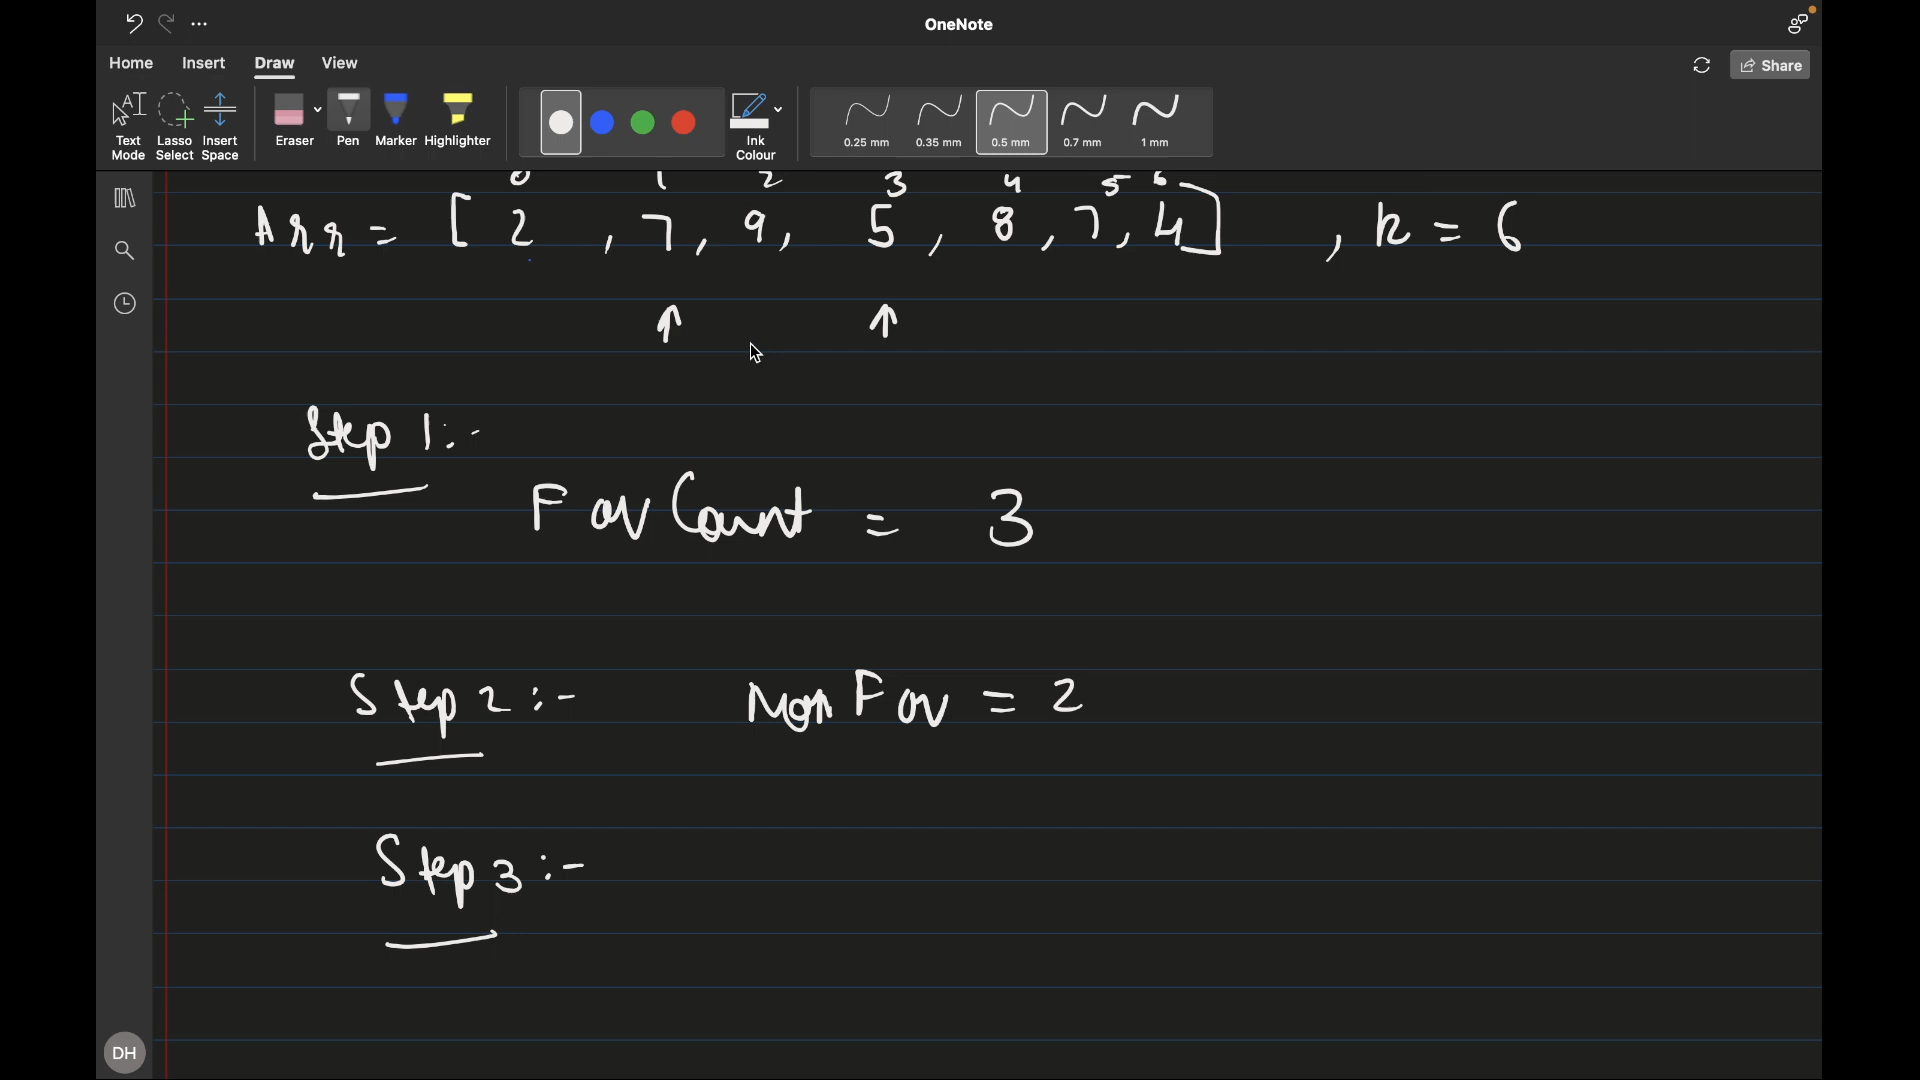 OneNote
Home Insert Draw View Share
Text Mode Lasso Select Insert Space Eraser Pen Marker Highlighter Ink Colour 0.25 mm 0.35 mm 0.5 mm 0.7 mm 1 mm
0 1 2 3 4 5 6
Arr = [ 2 , 7 , 9 , 5 , 8 , 7 , 4 ] , k = 6
Step 1 :-
Fav Count = 3
Step 2 :- Non Fav = 2
Step 3 :-
DH